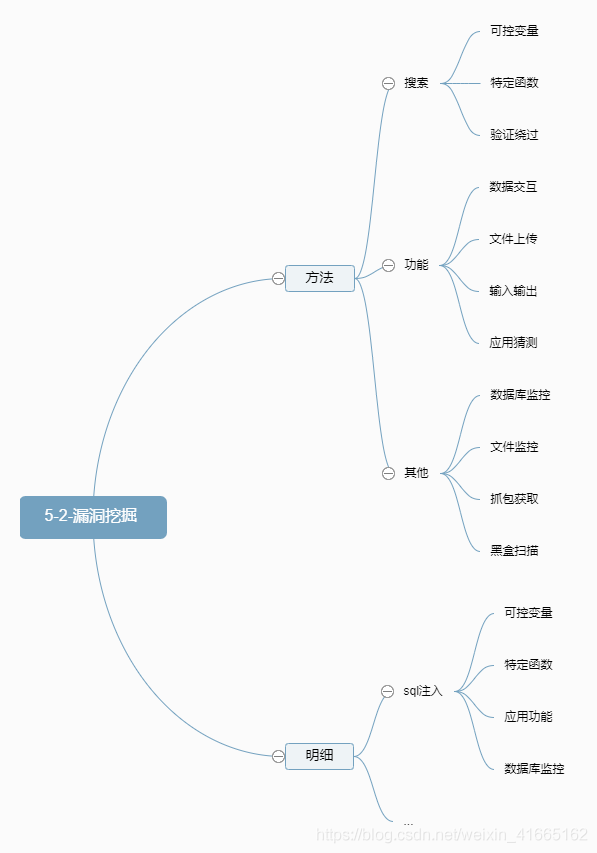 5-2-漏洞挖掘
方法
搜索
可控变量
特定函数
验证绕过
功能
数据交互
文件上传
输入输出
应用猜测
其他
数据库监控
文件监控
抓包获取
黑盒扫描
明细
sql注入
可控变量
特定函数
应用功能
数据库监控
...
https://blog.csdn.net/weixin_41665162